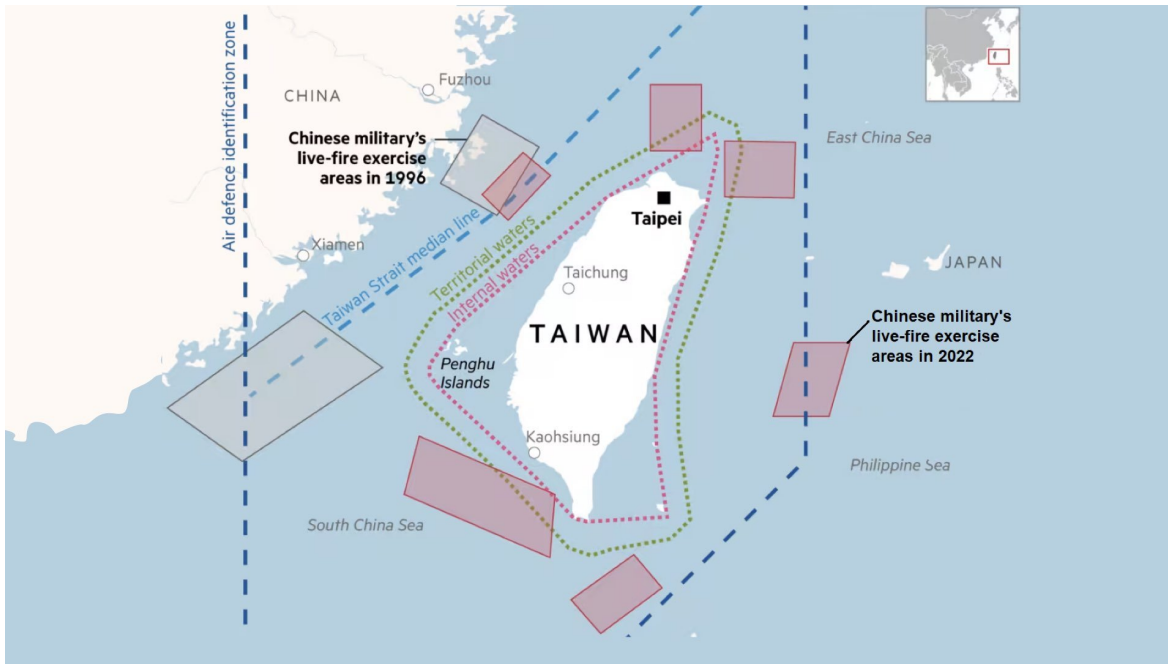 Air defence identification zone
Fuzhou
CHINA
Chinese military's
live-fire exercise
areas in 1996
East China Sea
Taipei
Xiamen
Taiwan Strait median line
Territorial waters
Internal waters
Taichung
JAPAN
TAIWAN
Chinese military's
live-fire exercise
areas in 2022
Penghu
Islands
Kaohsiung
Philippine Sea
South China Sea